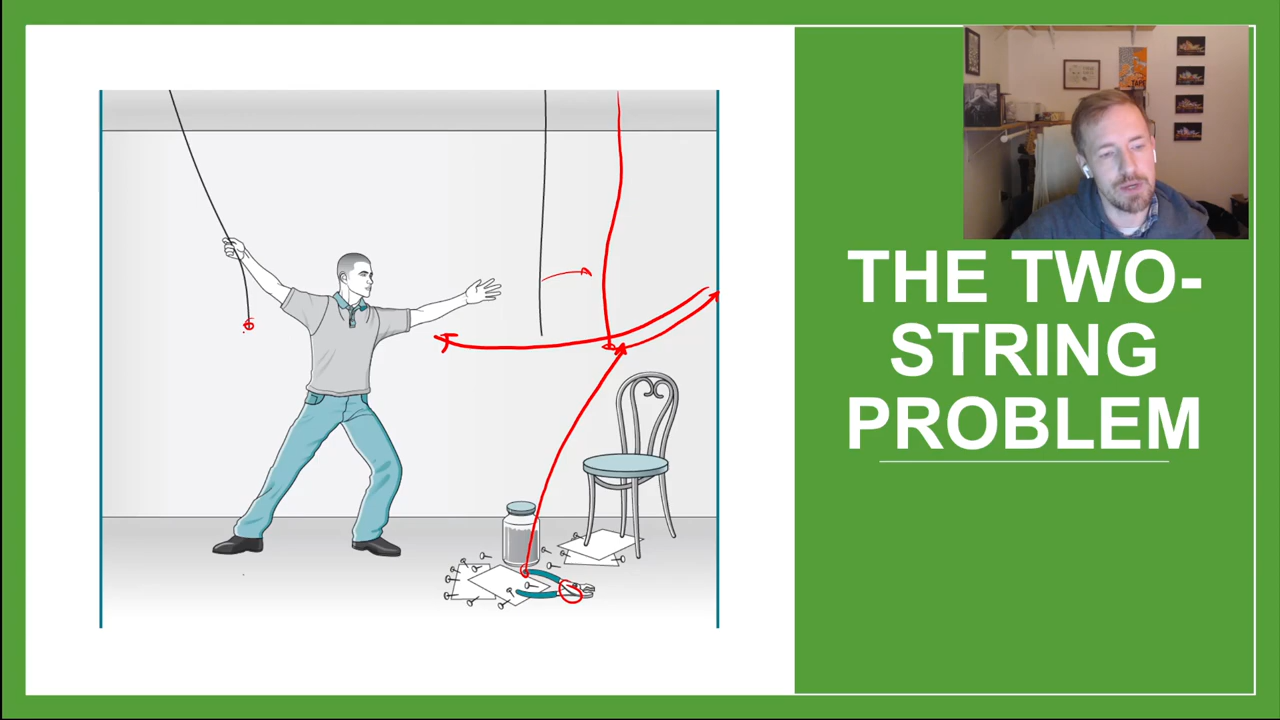 THE TWO-
STRING
PROBLEM